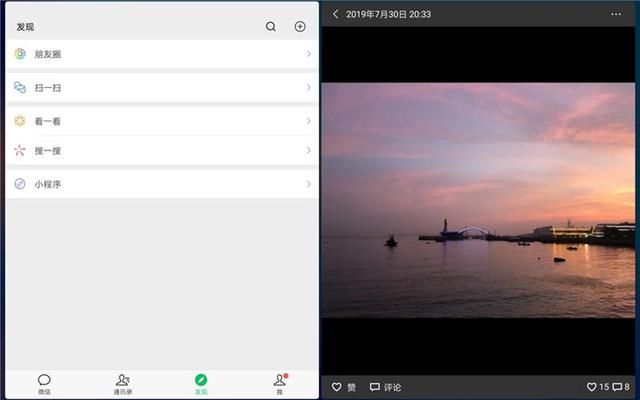 发现
朋友圈
扫一扫
看一看
搜一搜
小程序
微信
通讯录
发现
我
2019年7月30日 20:33
赞
评论
15
8